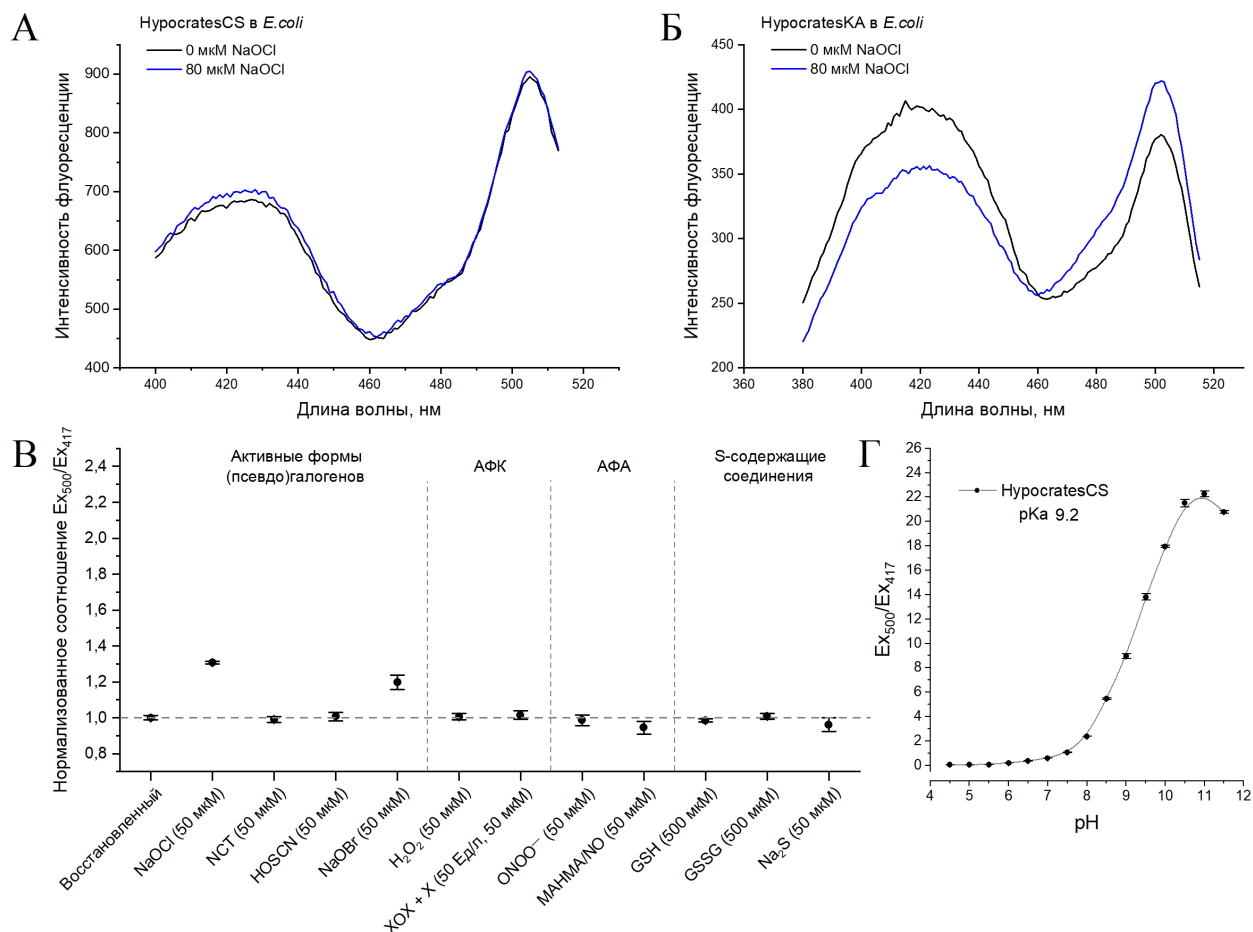 А
HypocratesCS в E.coli
0 мкМ NaOCl
80 мкМ NaOCl
Интенсивность флуоресценции
900
800
700
600
500
400
400
420
440
460
480
500
520
Длина волны, нм
Б
HypocratesKA в E.coli
0 мкМ NaOCl
80 мкМ NaOCl
Интенсивность флуоресценции
450
400
350
300
250
200
360
380
400
420
440
460
480
500
520
Длина волны, нм
В
Нормализованное соотношение Ex500/Ex417
2,4
2,2
2,0
1,8
1,6
1,4
1,2
1,0
0,8
Активные формы
(псевдо)галогенов
АФК
АФА
S-содержащие
соединения
Восстановленный
NaOCl (50 мкМ)
NCT (50 мкМ)
HOSCN (50 мкМ)
NaOBr (50 мкМ)
H2O2 (50 мкМ)
XOX + X (50 Ед/л, 50 мкМ)
ONOO— (50 мкМ)
MAHMA/NO (50 мкМ)
GSH (500 мкМ)
GSSG (500 мкМ)
Na2S (50 мкМ)
Г
HypocratesCS
pKa 9.2
Ex500/Ex417
26
24
22
20
18
16
14
12
10
8
6
4
2
0
4
5
6
7
8
9
10
11
12
pH